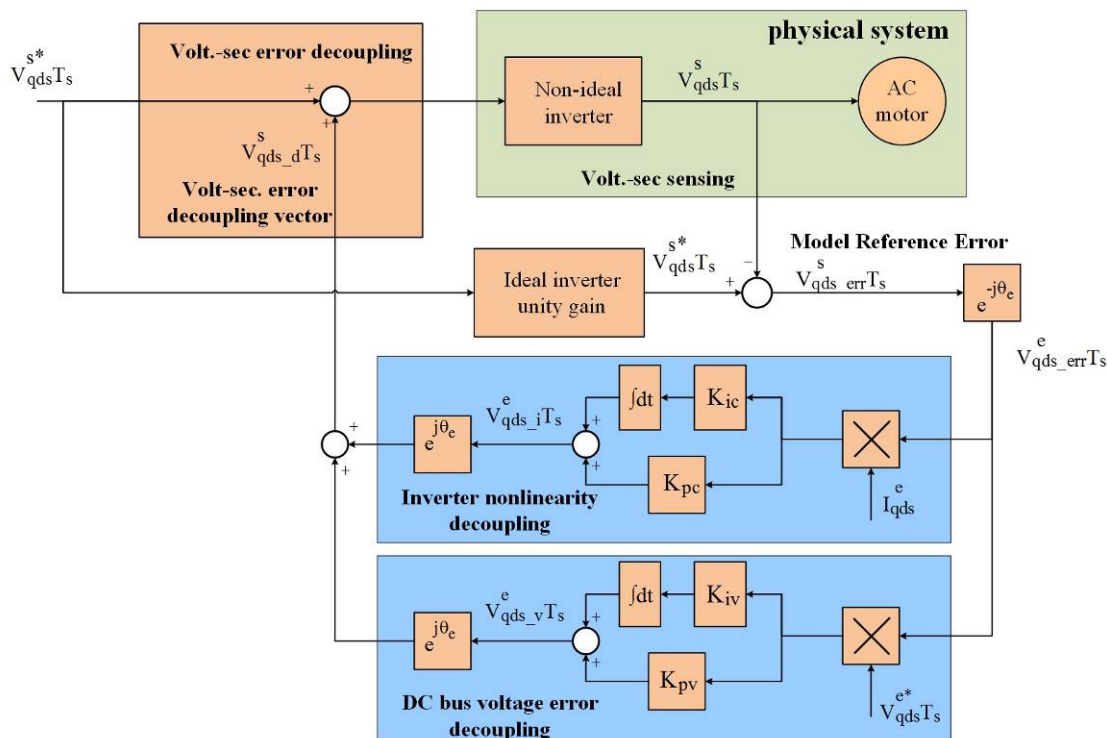 physical system
Volt.-sec error decoupling
V^{s*}_{qds}T_s
+
+
V^{s}_{qds_d}T_s
Volt-sec. error
decoupling vector
Non-ideal
inverter
V^{s}_{qds}T_s
AC
motor
Volt.-sec sensing
Ideal inverter
unity gain
V^{s*}_{qds}T_s
−
+
Model Reference Error
V^{s}_{qds_err}T_s
e^{-jθ_e}
V^{e}_{qds_err}T_s
+
+
e^{jθ_e}
V^{e}_{qds_i}T_s
+
+
∫dt
K_{ic}
K_{pc}
I^{e}_{qds}
Inverter nonlinearity
decoupling
e^{jθ_e}
V^{e}_{qds_v}T_s
+
+
∫dt
K_{iv}
K_{pv}
V^{e*}_{qds}T_s
DC bus voltage error
decoupling